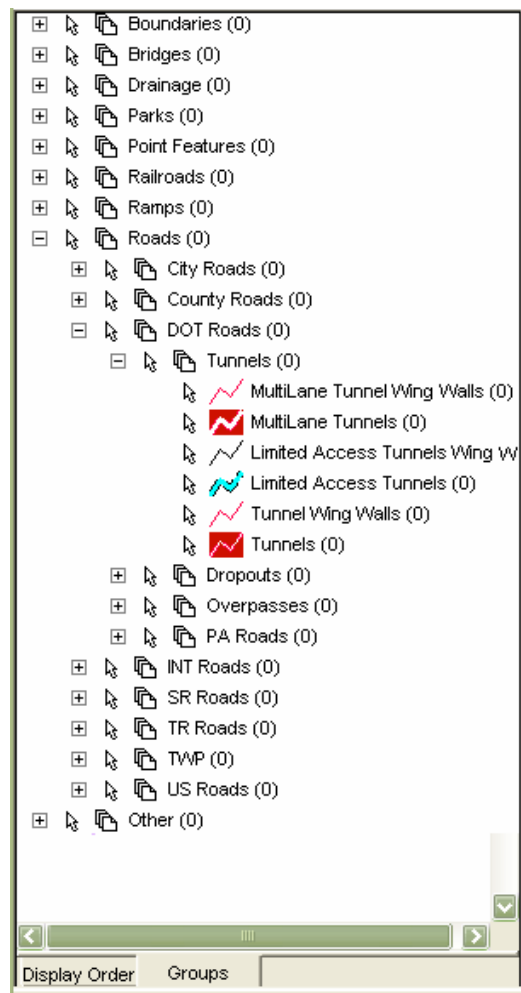 Boundaries (0)
Bridges (0)
Drainage (0)
Parks (0)
Point Features (0)
Railroads (0)
Ramps (0)
Roads (0)
City Roads (0)
County Roads (0)
DOT Roads (0)
Tunnels (0)
MultiLane Tunnel Wing Walls (0)
MultiLane Tunnels (0)
Limited Access Tunnels Wing W
Limited Access Tunnels (0)
Tunnel Wing Walls (0)
Tunnels (0)
Dropouts (0)
Overpasses (0)
PA Roads (0)
INT Roads (0)
SR Roads (0)
TR Roads (0)
TWP (0)
US Roads (0)
Other (0)
Display Order Groups